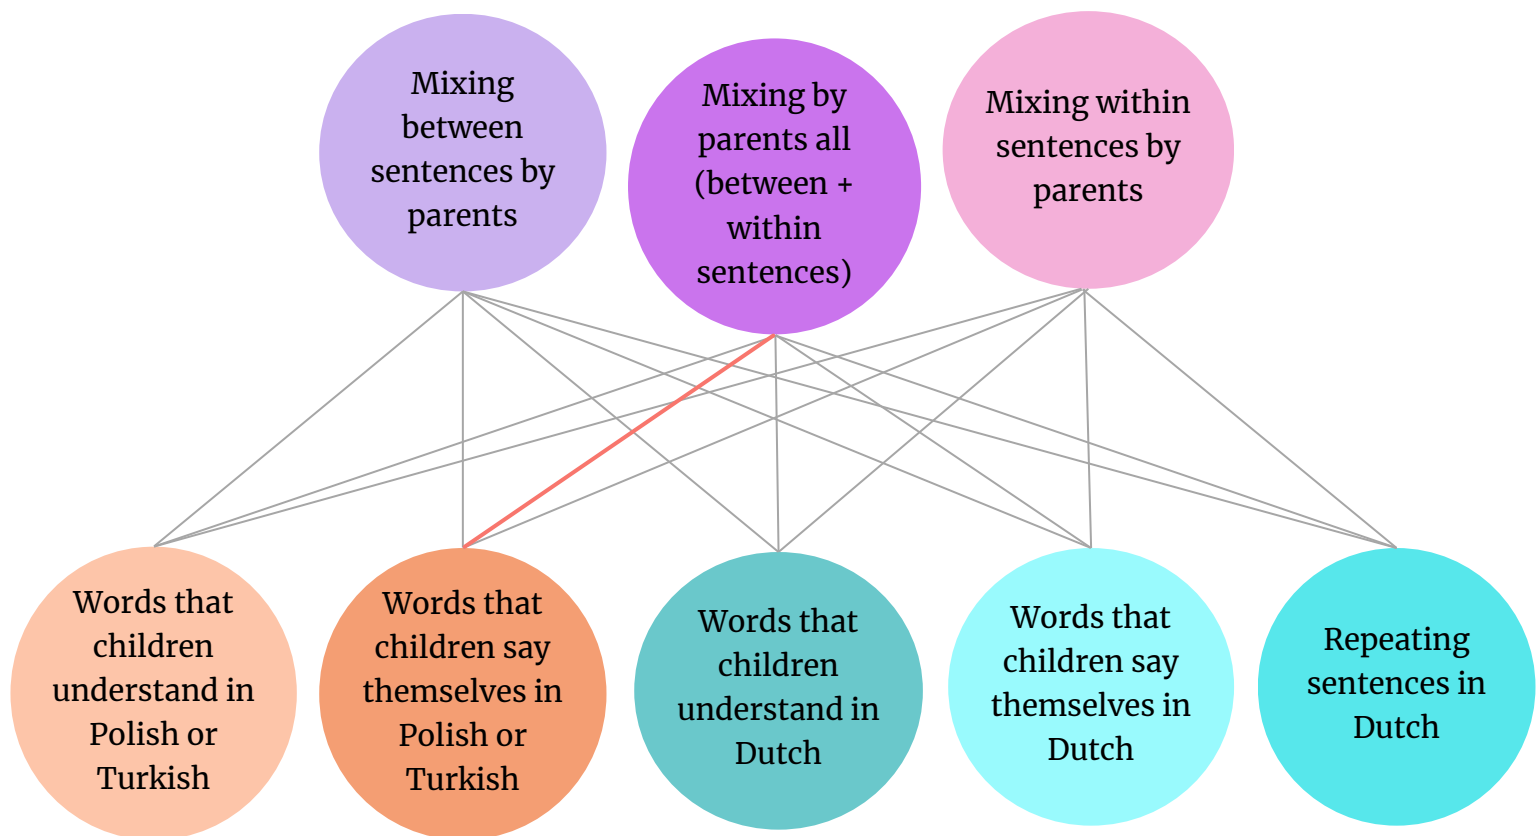 Mixing
between
sentences by
parents
Mixing by
parents all
(between +
within
sentences)
Mixing within
sentences by
parents
Words that
children
understand in
Polish or
Turkish
Words that
children say
themselves in
Polish or
Turkish
Words that
children
understand in
Dutch
Words that
children say
themselves in
Dutch
Repeating
sentences in
Dutch